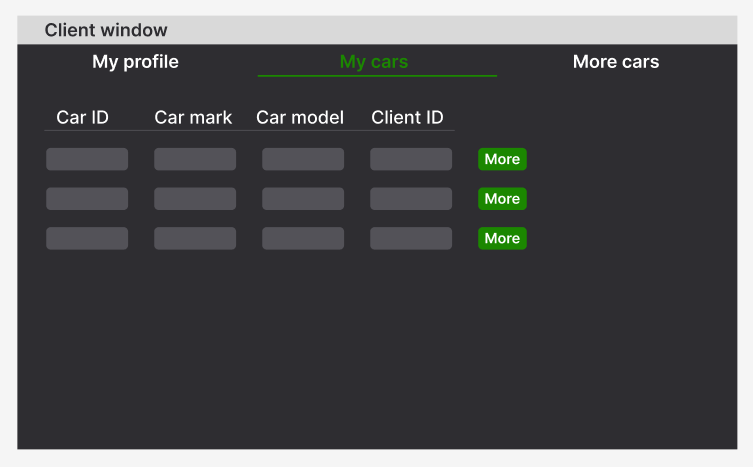 Client window
My profile My cars More cars
Car ID Car mark Car model Client ID
More
More
More